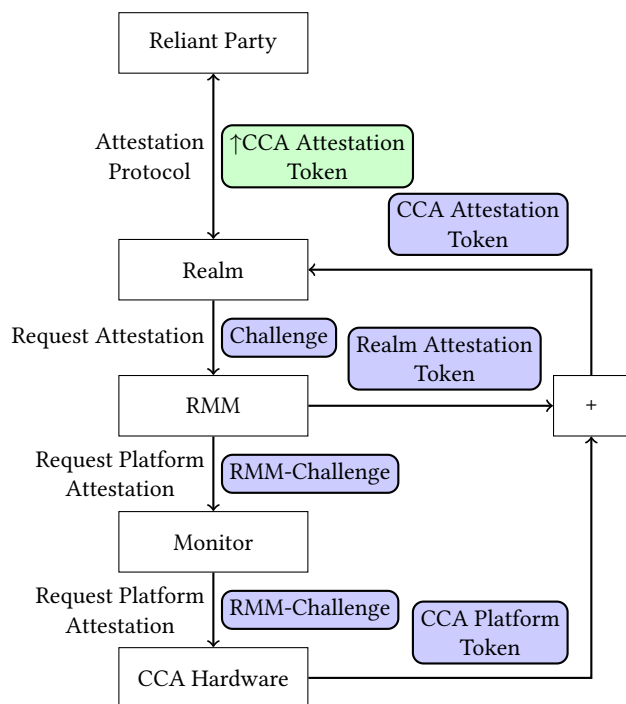 Reliant Party
Attestation
Protocol
↑CCA Attestation
Token
CCA Attestation
Token
Realm
Request Attestation
Challenge
Realm Attestation
Token
RMM
+
Request Platform
Attestation
RMM-Challenge
Monitor
Request Platform
Attestation
RMM-Challenge
CCA Platform
Token
CCA Hardware